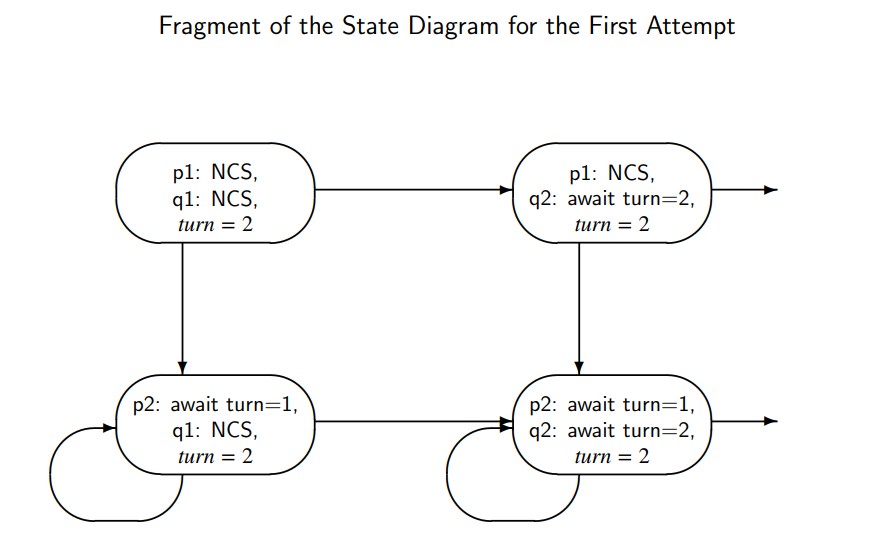 Fragment of the State Diagram for the First Attempt
p1: NCS,
q1: NCS,
turn = 2
p1: NCS,
q2: await turn=2,
turn = 2
p2: await turn=1,
q1: NCS,
turn = 2
p2: await turn=1,
q2: await turn=2,
turn = 2